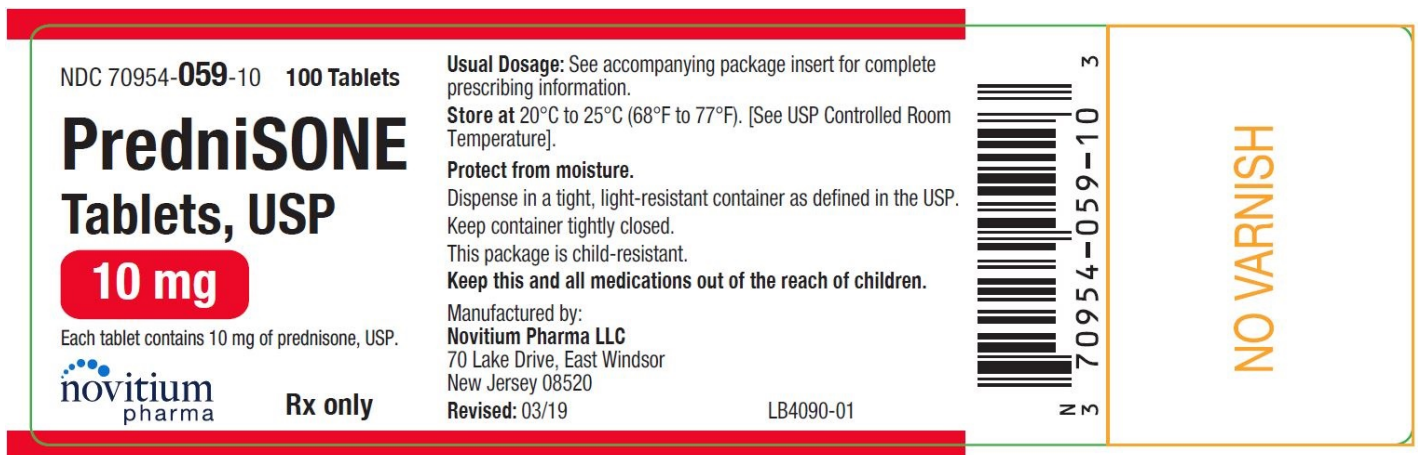 NDC 70954-059-10 100 Tablets
PredniSONE
Tablets, USP
10 mg
Each tablet contains 10 mg of prednisone, USP.
novitium
pharma
Rx only
Usual Dosage: See accompanying package insert for complete
prescribing information.
Store at 20°C to 25°C (68°F to 77°F). [See USP Controlled Room
Temperature].
Protect from moisture.
Dispense in a tight, light-resistant container as defined in the USP.
Keep container tightly closed.
This package is child-resistant.
Keep this and all medications out of the reach of children.
Manufactured by:
Novitium Pharma LLC
70 Lake Drive, East Windsor
New Jersey 08520
Revised: 03/19 LB4090-01
N
3 70954-059-10 3
NO VARNISH